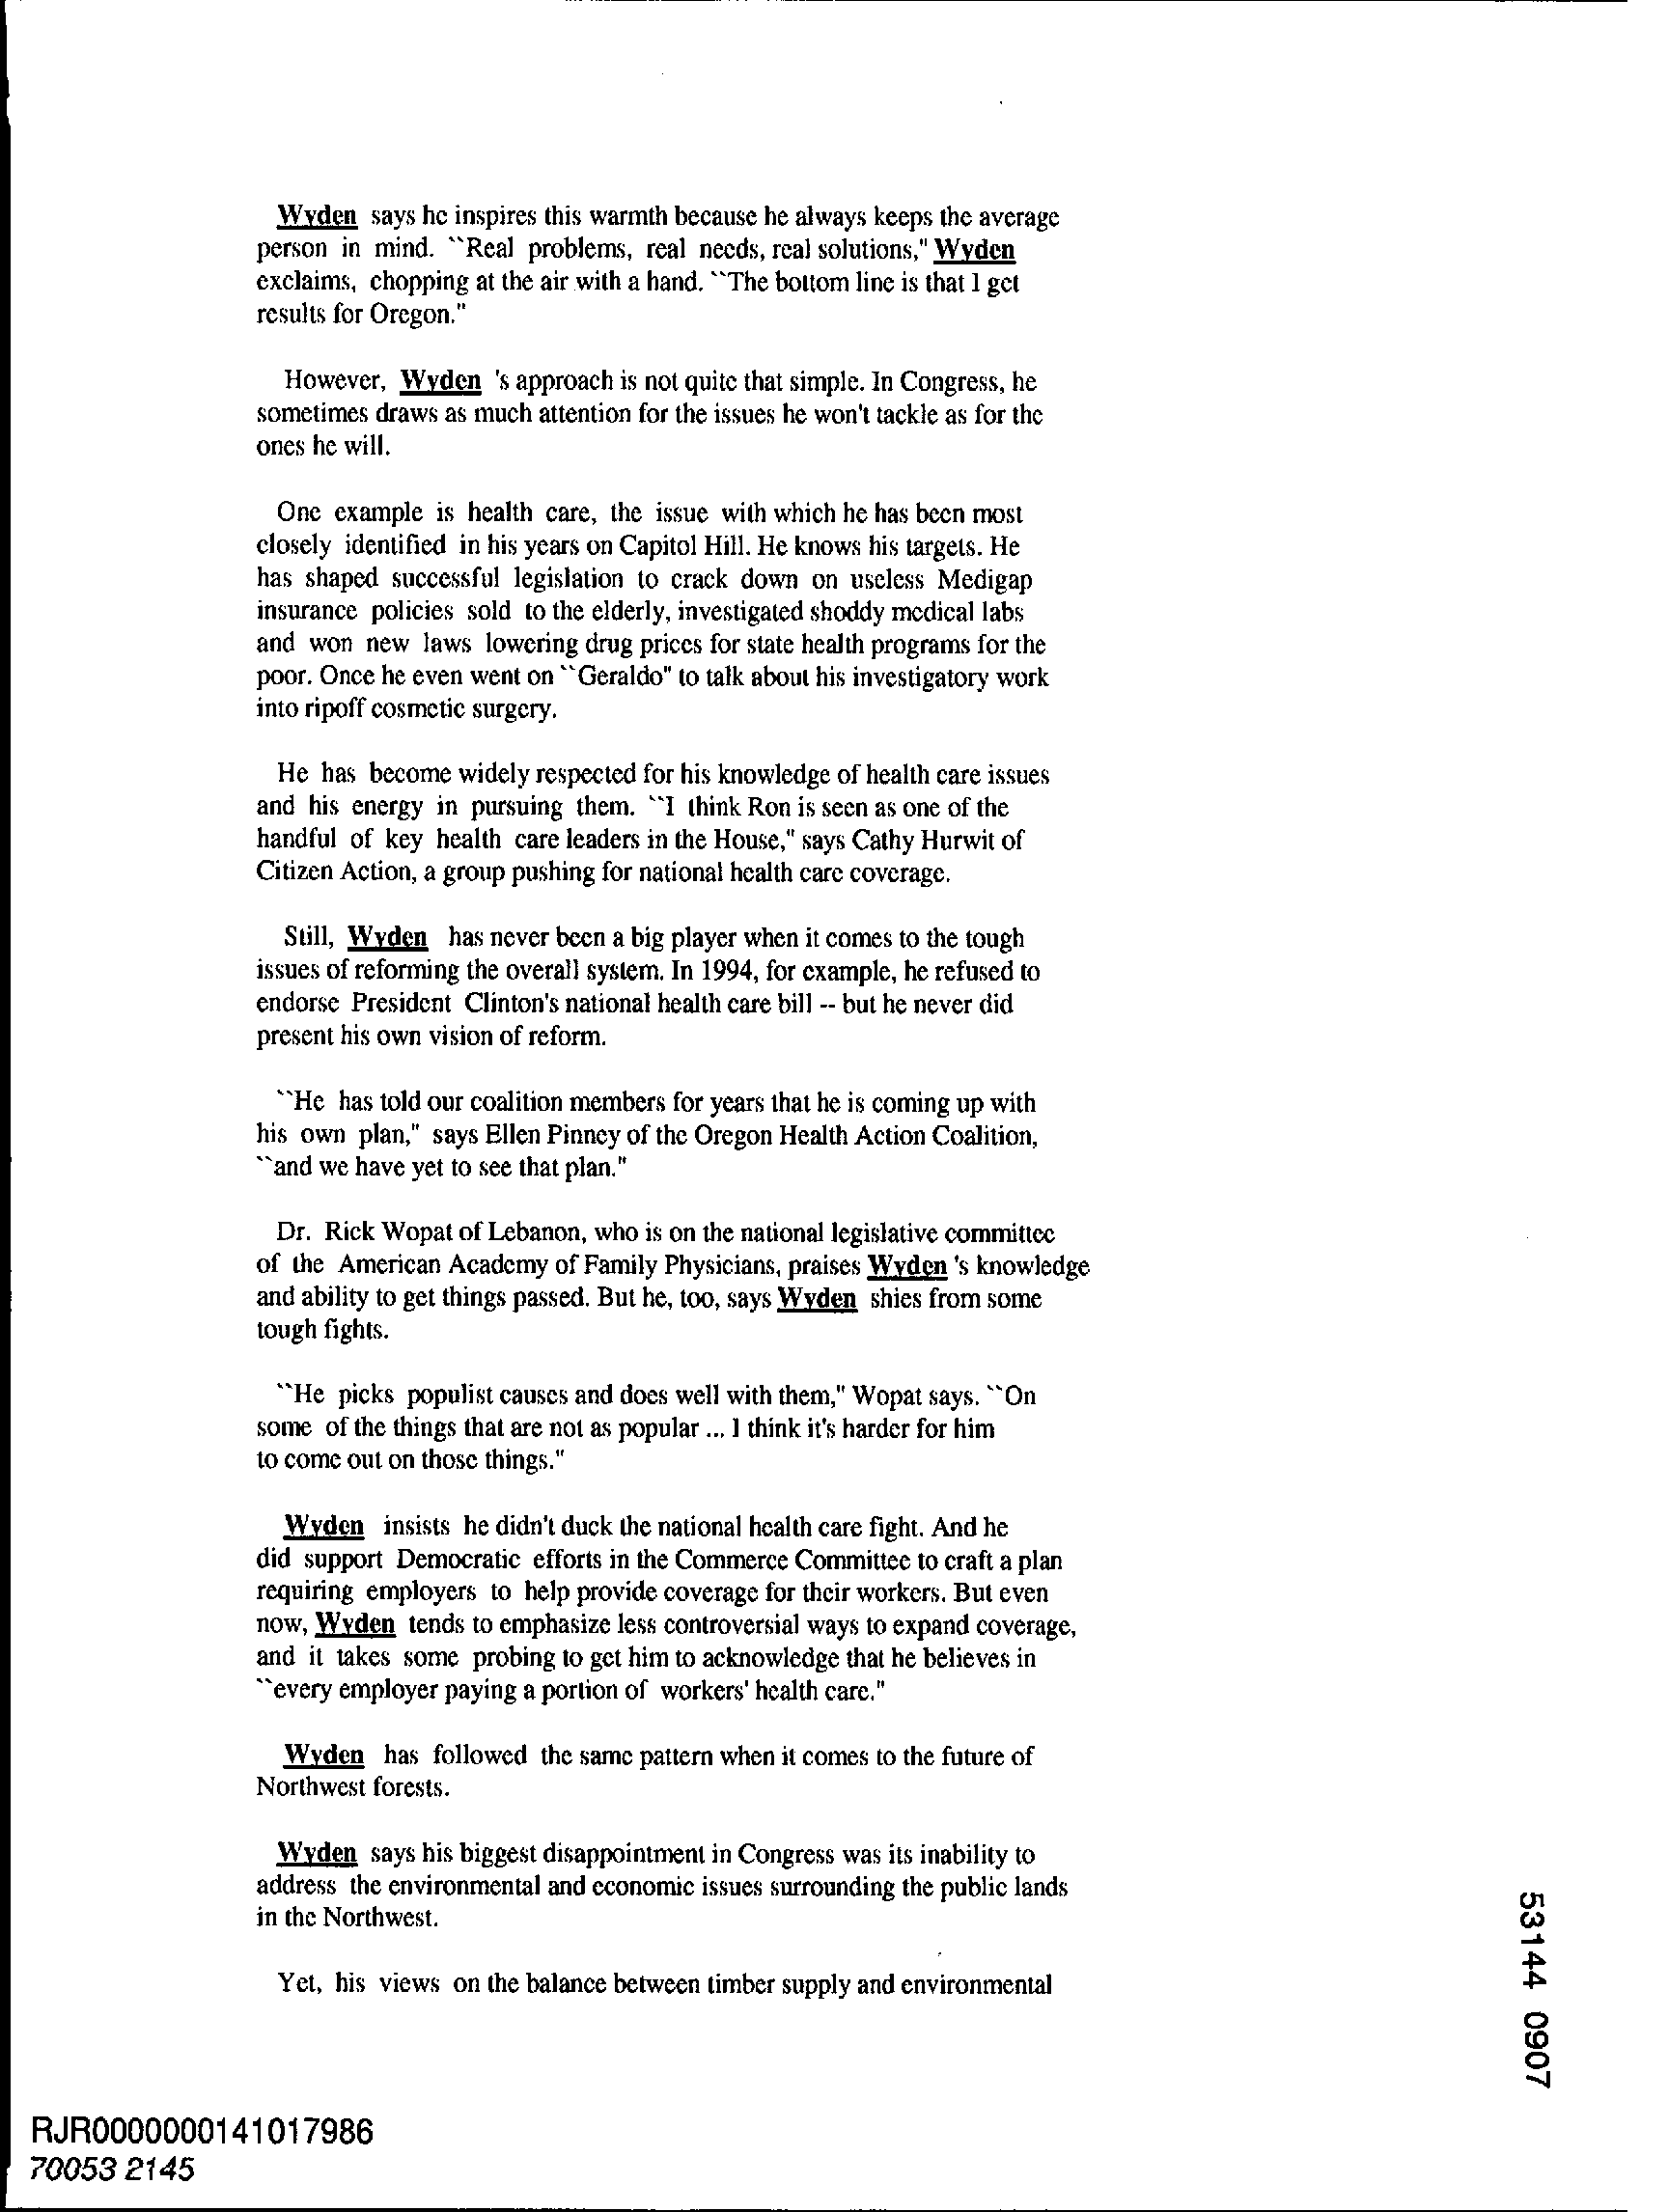 Wyden says he inspires this warmth because he always keeps the average
person in mind. ``Real problems, real needs, real solutions," Wyden
exclaims, chopping at the air with a hand. ``The bottom line is that I get
results for Oregon."
However, Wyden 's approach is not quite that simple. In Congress, he
sometimes draws as much attention for the issues he won't tackle as for the
ones he will.
One example is health care, the issue with which he has been most
closely identified in his years on Capitol Hill. He knows his targets. He
has shaped successful legislation to crack down on useless Medigap
insurance policies sold to the elderly, investigated shoddy medical labs
and won new laws lowering drug prices for state health programs for the
poor. Once he even went on ``Geraldo" to talk about his investigatory work
into ripoff cosmetic surgery.
He has become widely respected for his knowledge of health care issues
and his energy in pursuing them. ``I think Ron is seen as one of the
handful of key health care leaders in the House," says Cathy Hurwit of
Citizen Action, a group pushing for national health care coverage.
Still, Wyden has never been a big player when it comes to the tough
issues of reforming the overall system. In 1994, for example, he refused to
endorse President Clinton's national health care bill -- but he never did
present his own vision of reform.
``He has told our coalition members for years that he is coming up with
his own plan," says Ellen Pinney of the Oregon Health Action Coalition,
``and we have yet to see that plan."
Dr. Rick Wopat of Lebanon, who is on the national legislative committee
of the American Academy of Family Physicians, praises Wyden 's knowledge
and ability to get things passed. But he, too, says Wyden shies from some
tough fights.
``He picks populist causes and does well with them," Wopat says. ``On
some of the things that are not as popular ... I think it's harder for him
to come out on those things."
Wyden insists he didn't duck the national health care fight. And he
did support Democratic efforts in the Commerce Committee to craft a plan
requiring employers to help provide coverage for their workers. But even
now, Wyden tends to emphasize less controversial ways to expand coverage,
and it takes some probing to get him to acknowledge that he believes in
``every employer paying a portion of workers' health care."
Wyden has followed the same pattern when it comes to the future of
Northwest forests.
Wyden says his biggest disappointment in Congress was its inability to
address the environmental and economic issues surrounding the public lands
in the Northwest.
Yet, his views on the balance between timber supply and environmental
53144 0907
RJR0000000141017986
70053 2145